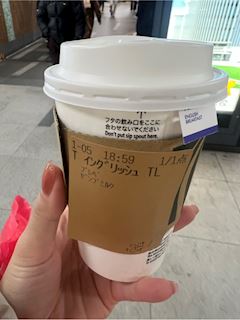 フタの飲み口をここに
合わせないでください
Don't put sip spout here.
ENGLISH
BREAKFAST
1-05 18:59 1/1点
T イングリッシュ TL